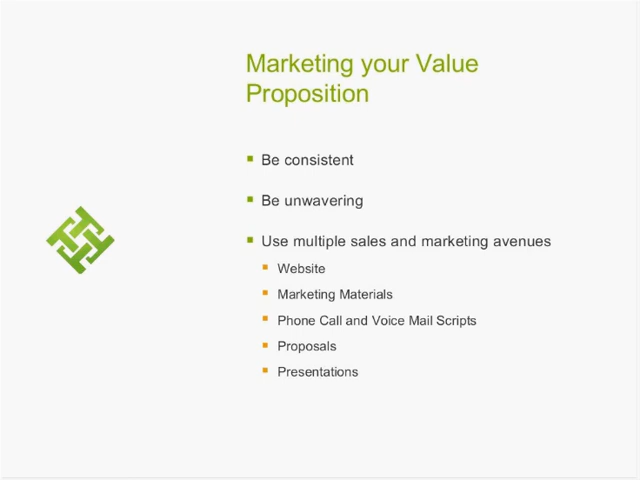 Marketing your Value
Proposition
Be consistent
Be unwavering
Use multiple sales and marketing avenues
Website
Marketing Materials
Phone Call and Voice Mail Scripts
Proposals
Presentations